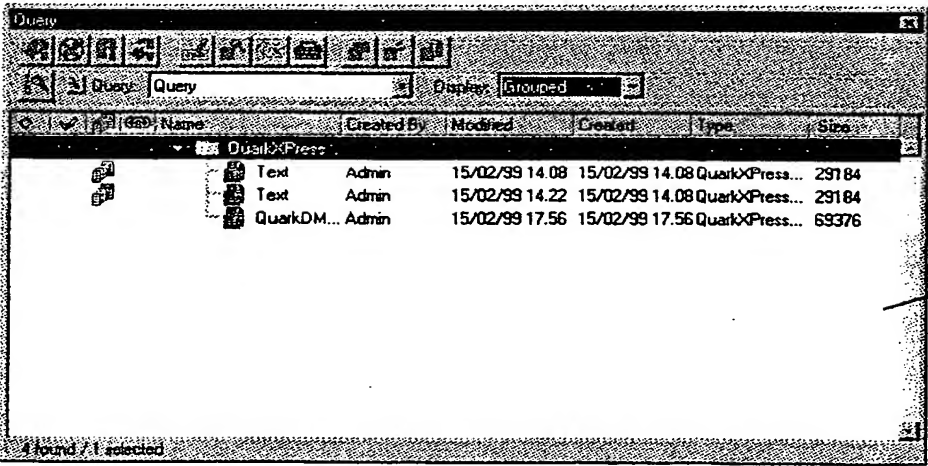 Query
Query: Query Display: Grouped
Name Created By Modified Created Type Size
QuarkXPress
Text Admin 15/02/99 14.08 15/02/99 14.08 QuarkXPress... 29184
Text Admin 15/02/99 14.22 15/02/99 14.08 QuarkXPress... 29184
QuarkDM... Admin 15/02/99 17.56 15/02/99 17.56 QuarkXPress... 69376
4 found / 1 selected